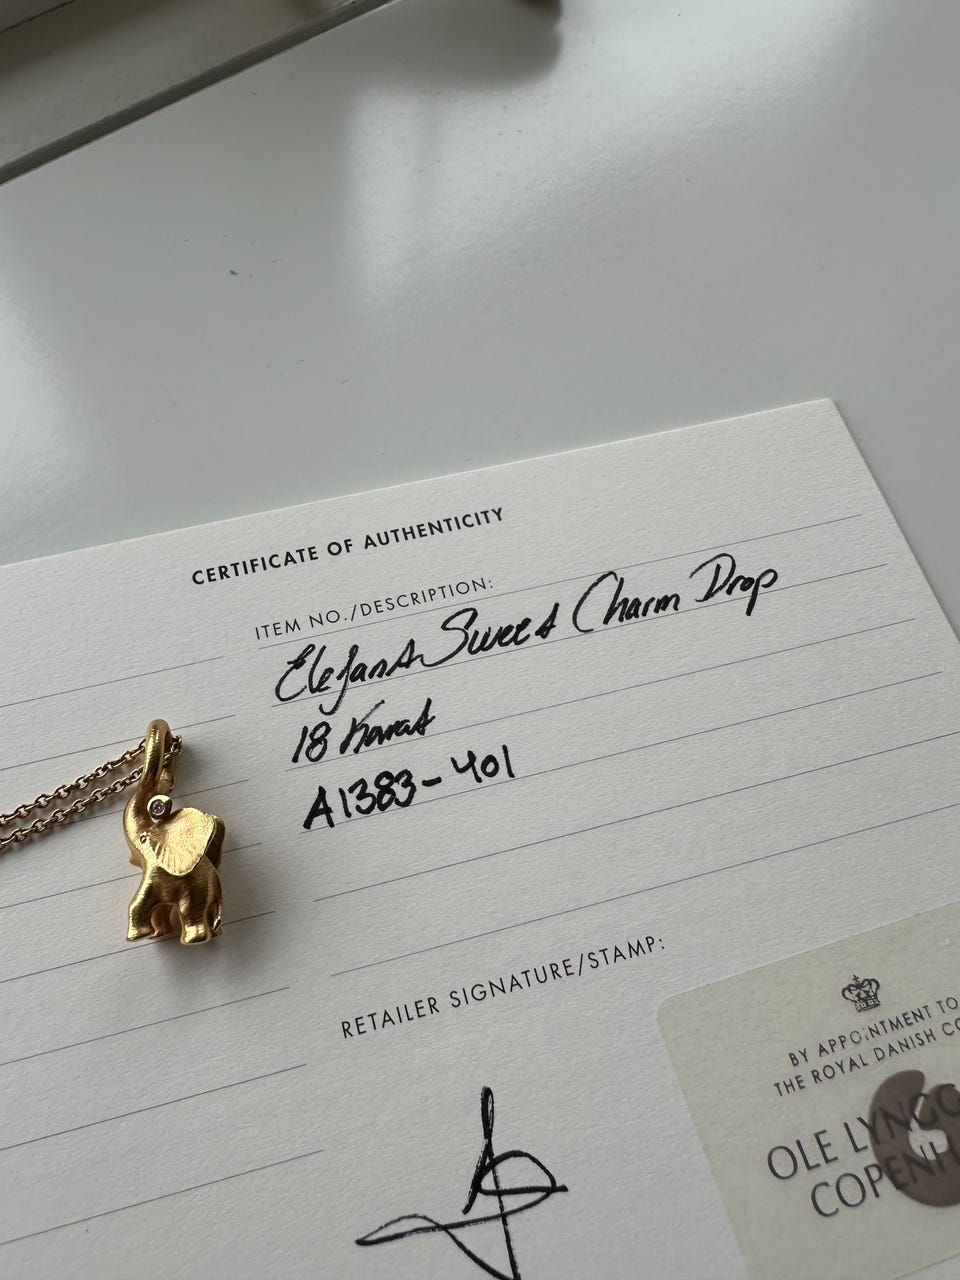 CERTIFICATE OF AUTHENTICITY
ITEM NO./DESCRIPTION:
Elefant Sweet Charm Drop
18 Karat
A1383-401
RETAILER SIGNATURE/STAMP:
BY APPOINTMENT TO
THE ROYAL DANISH CO
OLE LYNGG
COPENH